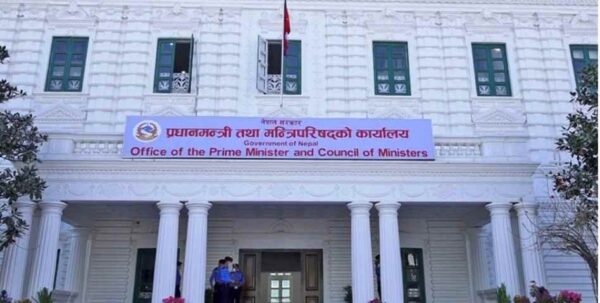 नेपाल सरकार
प्रधानमन्त्री तथा मन्त्रिपरिषद्को कार्यालय
Government of Nepal
Office of the Prime Minister and Council of Ministers